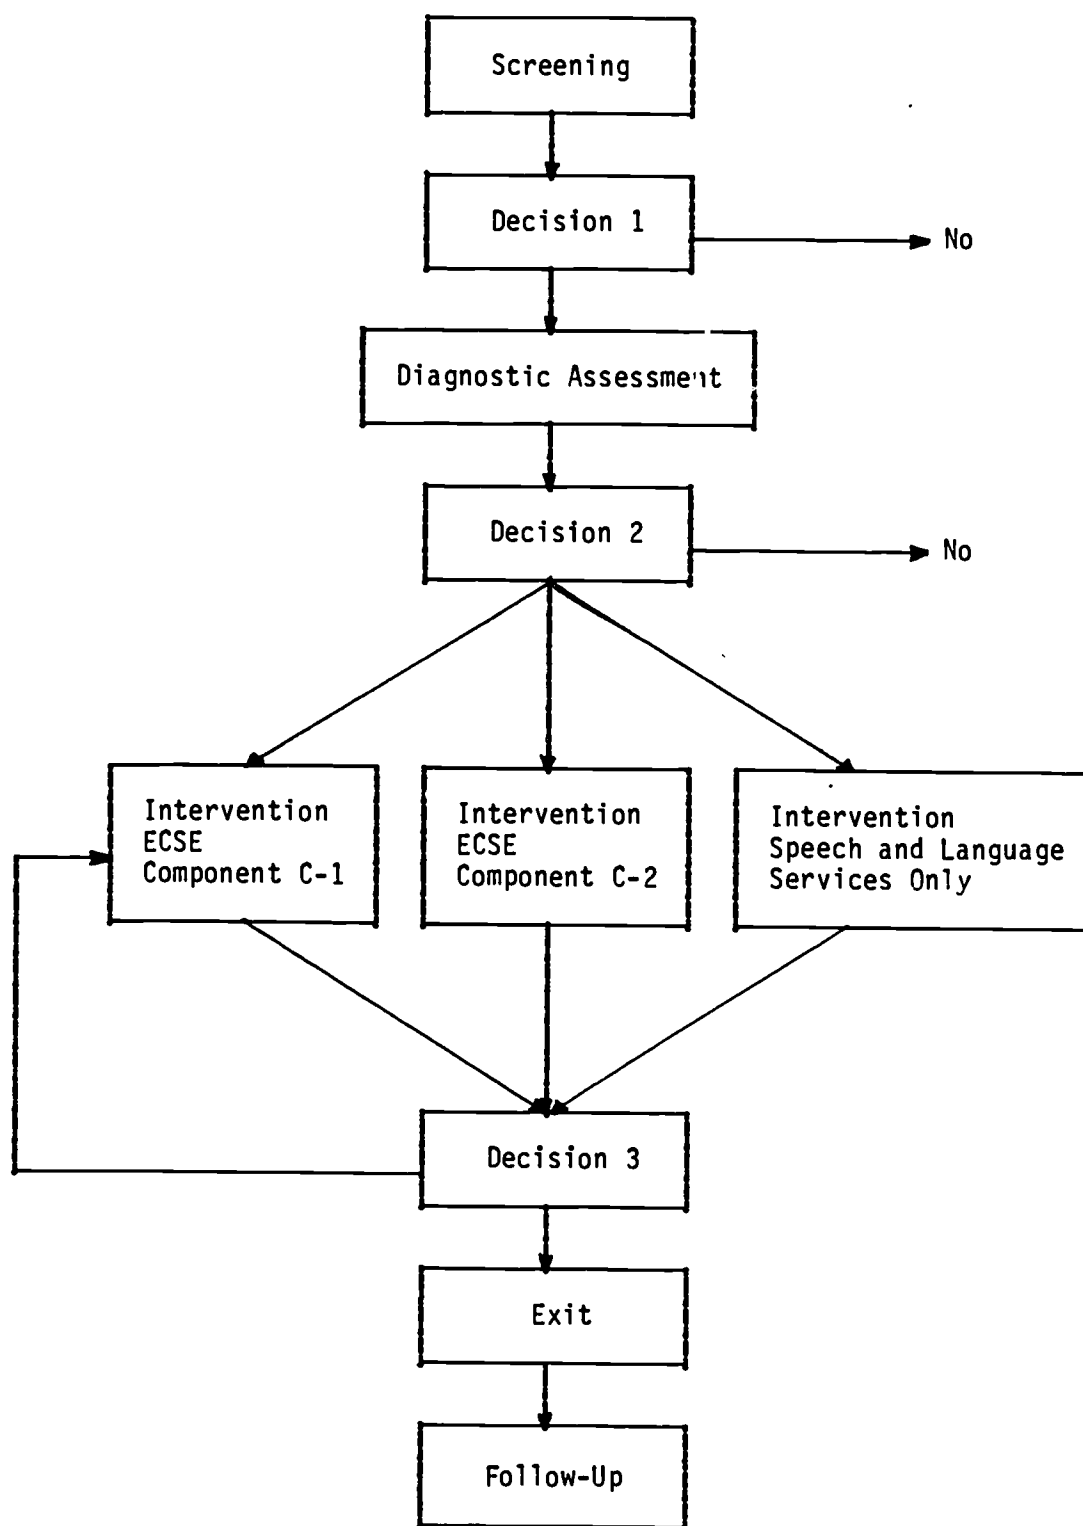 Screening
Decision 1
No
Diagnostic Assessment
Decision 2
No
Intervention
ECSE
Component C-1
Intervention
ECSE
Component C-2
Intervention
Speech and Language
Services Only
Decision 3
Exit
Follow-Up